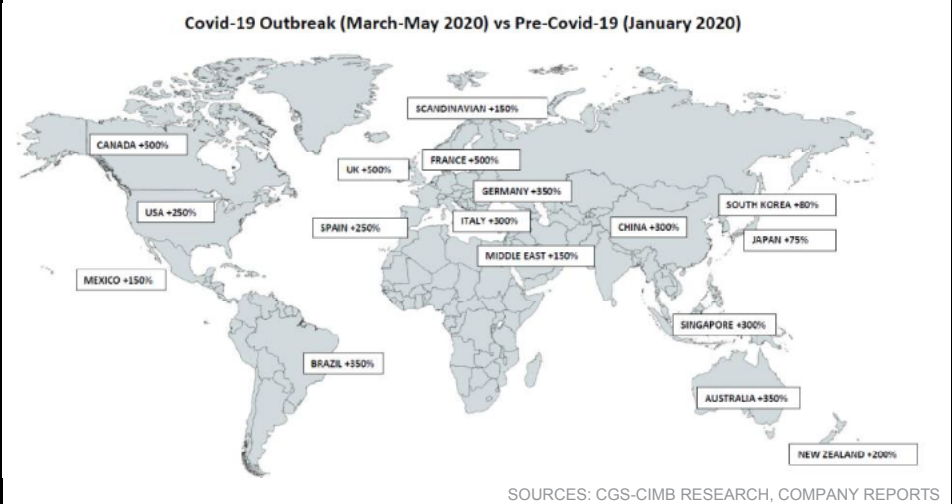 Covid-19 Outbreak (March-May 2020) vs Pre-Covid-19 (January 2020)
SCANDINAVIAN +150%
CANADA +500%
FRANCE +500%
UK +500%
GERMANY +350%
USA +250%
SOUTH KOREA +80%
ITALY +300%
SPAIN +250%
CHINA +300%
JAPAN +75%
MIDDLE EAST +150%
MEXICO +150%
SINGAPORE +300%
BRAZIL +350%
AUSTRALIA +350%
NEW ZEALAND +200%
SOURCES: CGS-CIMB RESEARCH, COMPANY REPORTS